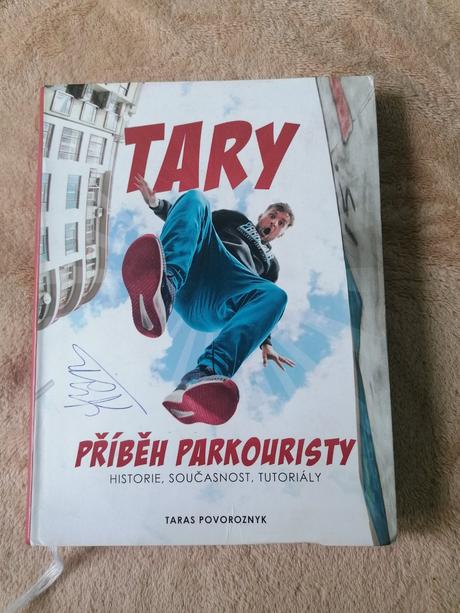 TARY
PŘÍBĚH PARKOURISTY
HISTORIE, SOUČASNOST, TUTORIÁLY
TARAS POVOROZNYK